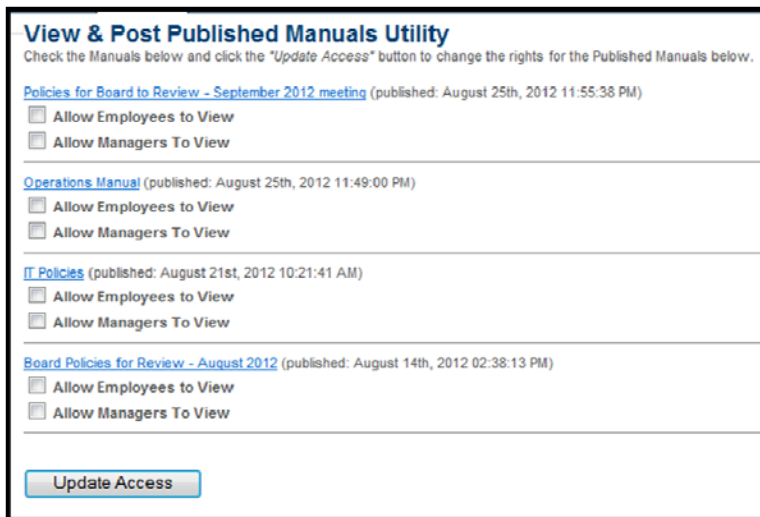 View & Post Published Manuals Utility
Check the Manuals below and click the "Update Access" button to change the rights for the Published Manuals below.
Policies for Board to Review - September 2012 meeting (published: August 25th, 2012 11:55:38 PM)
Allow Employees to View
Allow Managers To View
Operations Manual (published: August 25th, 2012 11:49:00 PM)
Allow Employees to View
Allow Managers To View
IT Policies (published: August 21st, 2012 10:21:41 AM)
Allow Employees to View
Allow Managers To View
Board Policies for Review - August 2012 (published: August 14th, 2012 02:38:13 PM)
Allow Employees to View
Allow Managers To View
Update Access